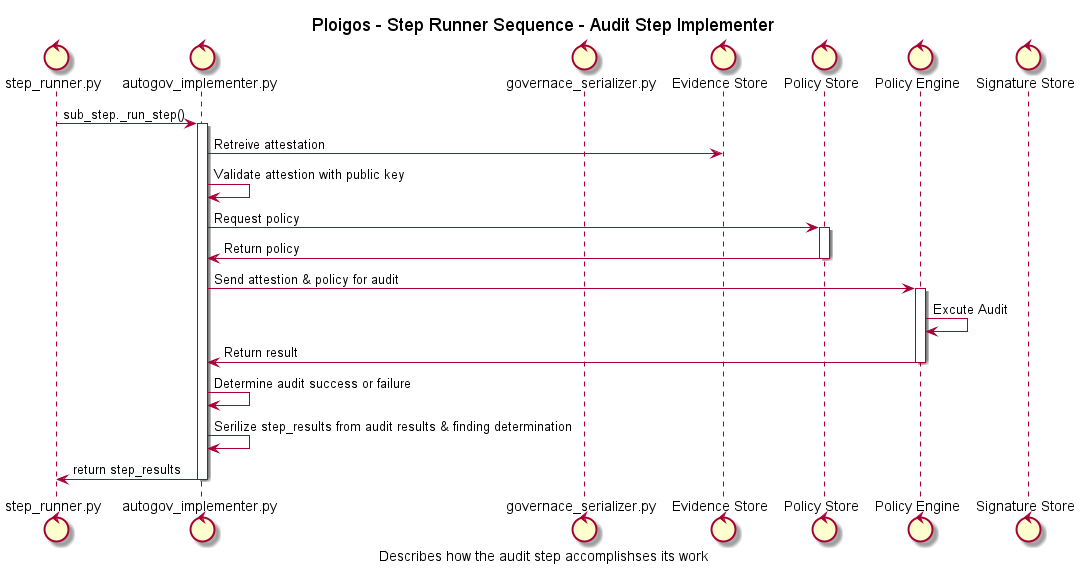 Ploigos - Step Runner Sequence - Audit Step Implementer
step_runner.py autogov_implementer.py governace_serializer.py Evidence Store Policy Store Policy Engine Signature Store
sub_step._run_step()
Retreive attestation
Validate attestion with public key
Request policy
Return policy
Send attestion & policy for audit
Excute Audit
Return result
Determine audit success or failure
Serilize step_results from audit results & finding determination
return step_results
step_runner.py autogov_implementer.py governace_serializer.py Evidence Store Policy Store Policy Engine Signature Store
Describes how the audit step accomplishses its work